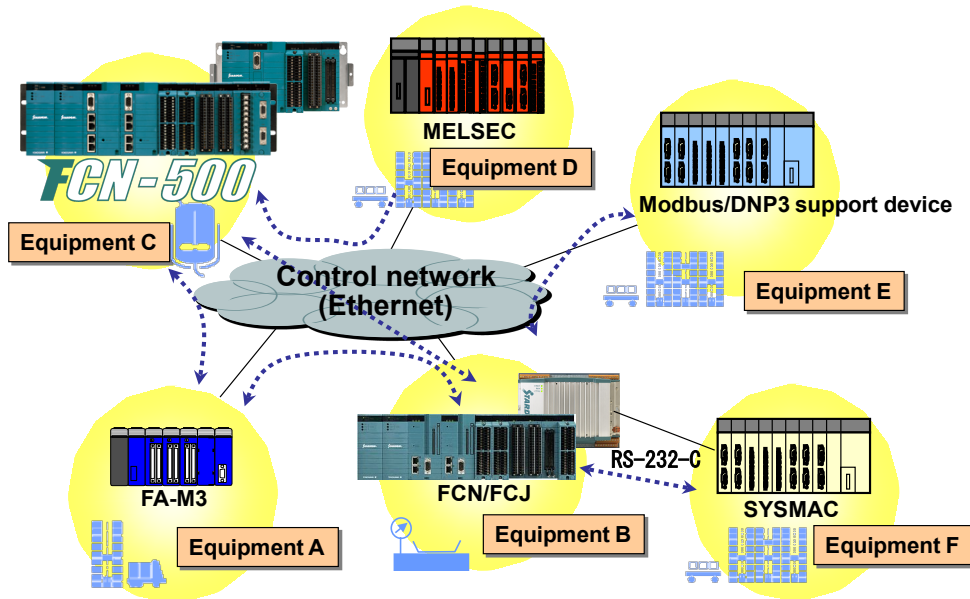 MELSEC
Equipment D
FCN-500
Equipment C
Modbus/DNP3 support device
Equipment E
Control network
(Ethernet)
FA-M3
Equipment A
FCN/FCJ
Equipment B
RS-232-C
SYSMAC
Equipment F